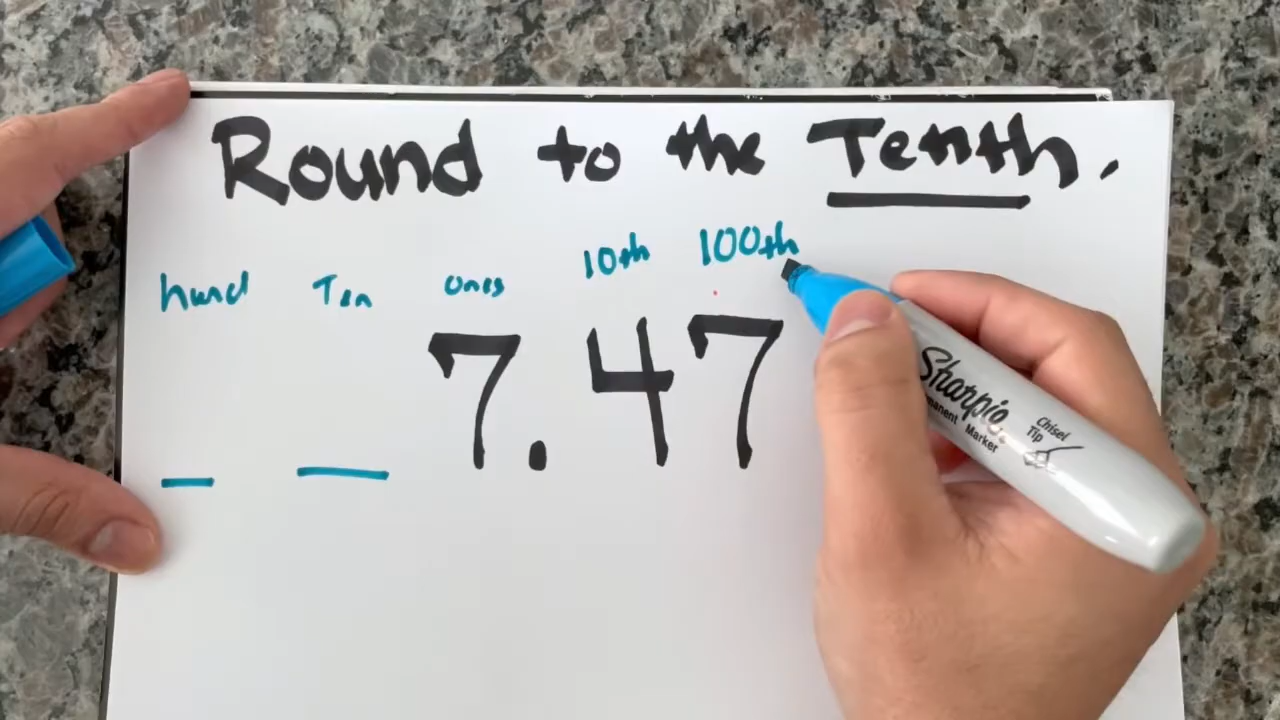 Round to the Tenth.
hund Ten ones 10th 100th
7.47
Sharpie
Permanent Marker
Chisel
Tip